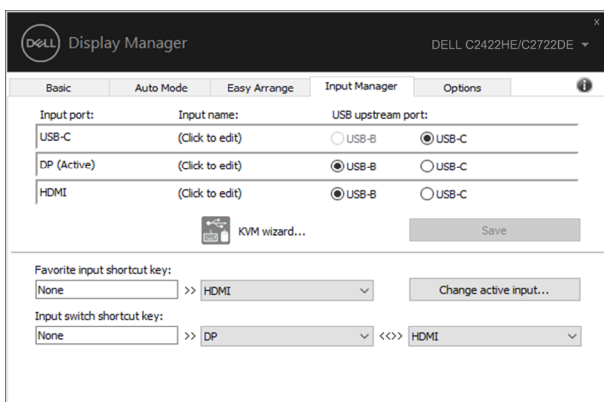 x
DELL Display Manager DELL C2422HE/C2722DE
Basic Auto Mode Easy Arrange Input Manager Options i
Input port: Input name: USB upstream port:
USB-C (Click to edit) USB-B USB-C
DP (Active) (Click to edit) USB-B USB-C
HDMI (Click to edit) USB-B USB-C
KVM wizard... Save
Favorite input shortcut key:
None >> HDMI Change active input...
Input switch shortcut key:
None >> DP <<>> HDMI